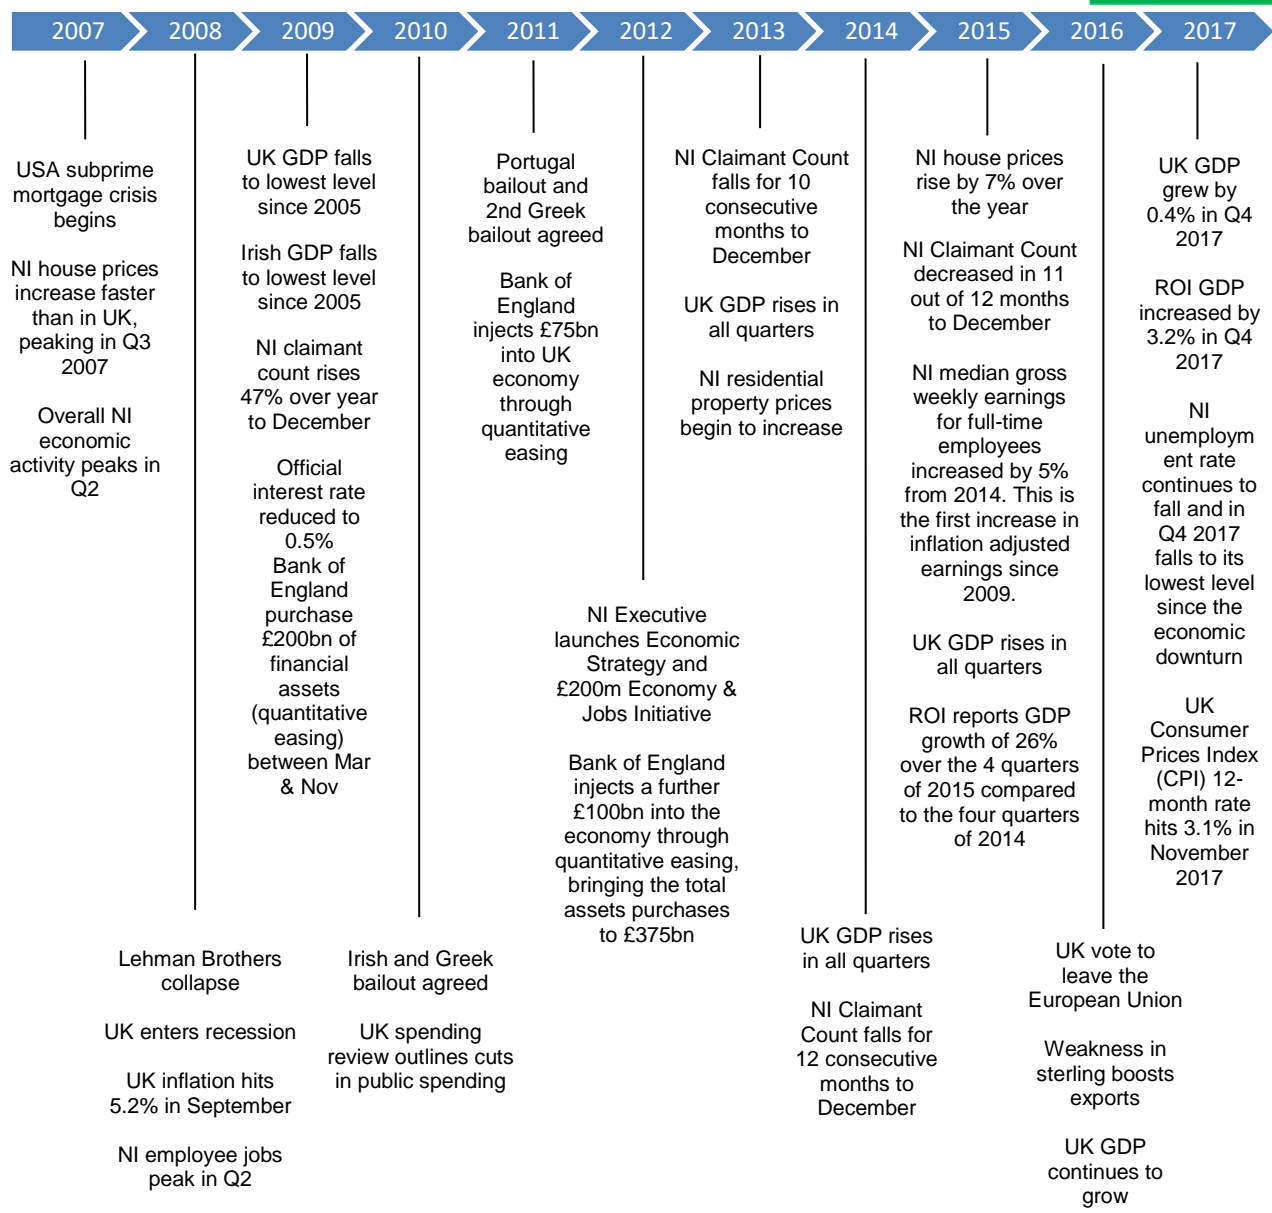 2007
2008
2009
2010
2011
2012
2013
2014
2015
2016
2017
USA subprime
mortgage crisis
begins
NI house prices
increase faster
than in UK,
peaking in Q3
2007
Overall NI
economic
activity peaks in
Q2
Lehman Brothers
collapse
UK enters recession
UK inflation hits
5.2% in September
NI employee jobs
peak in Q2
UK GDP falls
to lowest level
since 2005
Irish GDP falls
to lowest level
since 2005
NI claimant
count rises
47% over year
to December
Official
interest rate
reduced to
0.5%
Bank of
England
purchase
£200bn of
financial
assets
(quantitative
easing)
between Mar
& Nov
Irish and Greek
bailout agreed
UK spending
review outlines cuts
in public spending
Portugal
bailout and
2nd Greek
bailout agreed
Bank of
England
injects £75bn
into UK
economy
through
quantitative
easing
NI Executive
launches Economic
Strategy and
£200m Economy &
Jobs Initiative
Bank of England
injects a further
£100bn into the
economy through
quantitative easing,
bringing the total
assets purchases
to £375bn
NI Claimant Count
falls for 10
consecutive
months to
December
UK GDP rises in
all quarters
NI residential
property prices
begin to increase
UK GDP rises
in all quarters
NI Claimant
Count falls for
12 consecutive
months to
December
NI house prices
rise by 7% over
the year
NI Claimant Count
decreased in 11
out of 12 months
to December
NI median gross
weekly earnings
for full-time
employees
increased by 5%
from 2014. This is
the first increase in
inflation adjusted
earnings since
2009.
UK GDP rises in
all quarters
ROI reports GDP
growth of 26%
over the 4 quarters
of 2015 compared
to the four quarters
of 2014
UK vote to
leave the
European Union
Weakness in
sterling boosts
exports
UK GDP
continues to
grow
UK GDP
grew by
0.4% in Q4
2017
ROI GDP
increased by
3.2% in Q4
2017
NI
unemploym
ent rate
continues to
fall and in
Q4 2017
falls to its
lowest level
since the
economic
downturn
UK
Consumer
Prices Index
(CPI) 12-
month rate
hits 3.1% in
November
2017